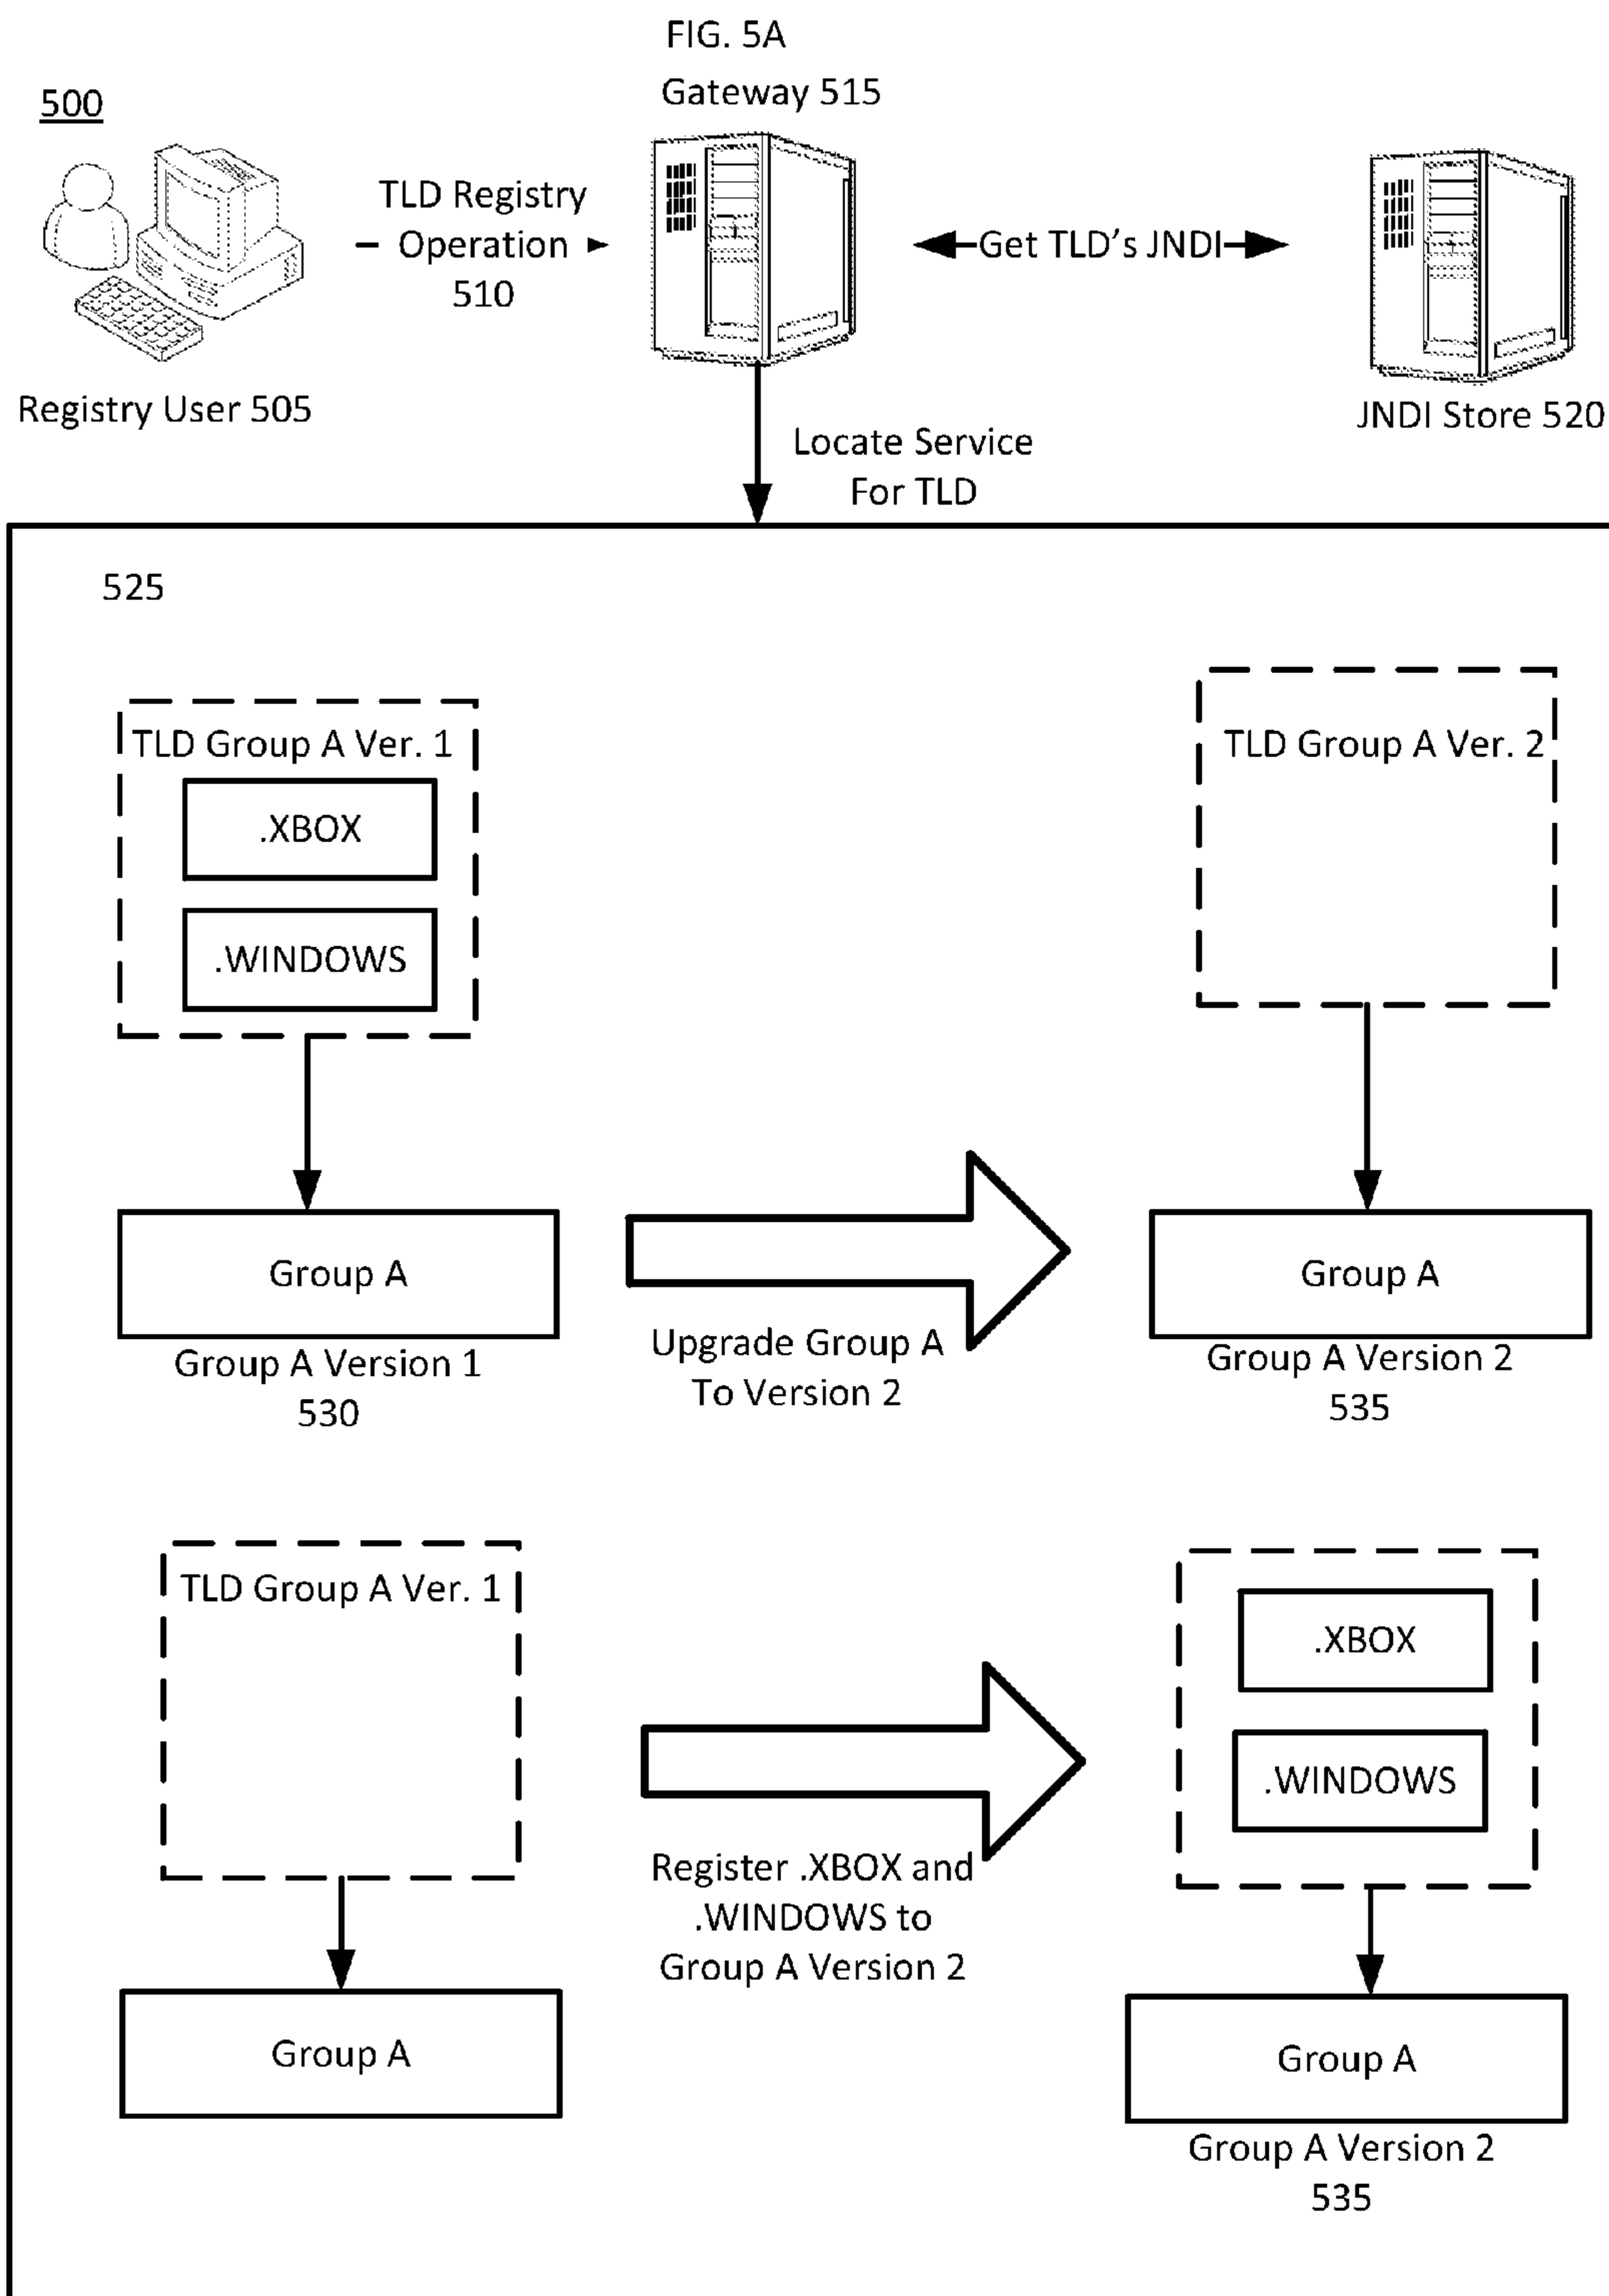 FIG. 5A
Gateway 515
500
TLD Registry
Operation
510
Get TLD's JNDI
Registry User 505
JNDI Store 520
Locate Service
For TLD
525
TLD Group A Ver. 1
.XBOX
.WINDOWS
TLD Group A Ver. 2
Group A
Group A Version 1
530
Upgrade Group A
To Version 2
Group A
Group A Version 2
535
TLD Group A Ver. 1
.XBOX
.WINDOWS
Register .XBOX and
.WINDOWS to
Group A Version 2
Group A
Group A
Group A Version 2
535